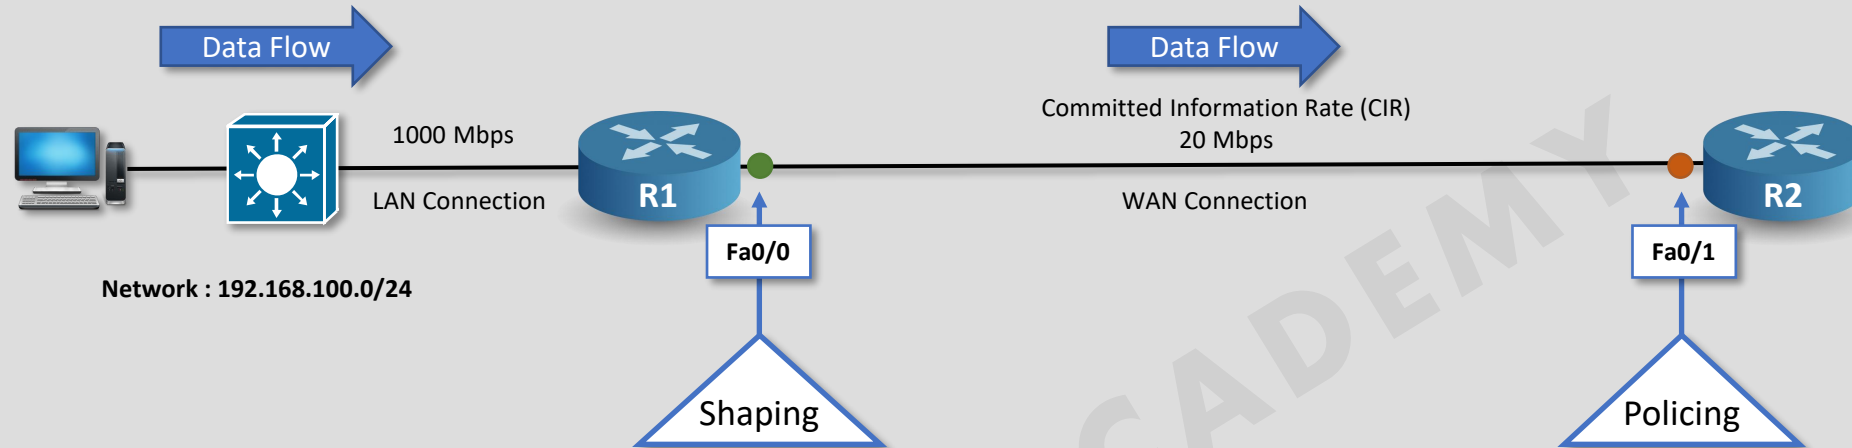 Data Flow
Data Flow
Committed Information Rate (CIR)
20 Mbps
1000 Mbps
R1
R2
LAN Connection
WAN Connection
Fa0/0
Fa0/1
Network : 192.168.100.0/24
Shaping
Policing
CADEMY